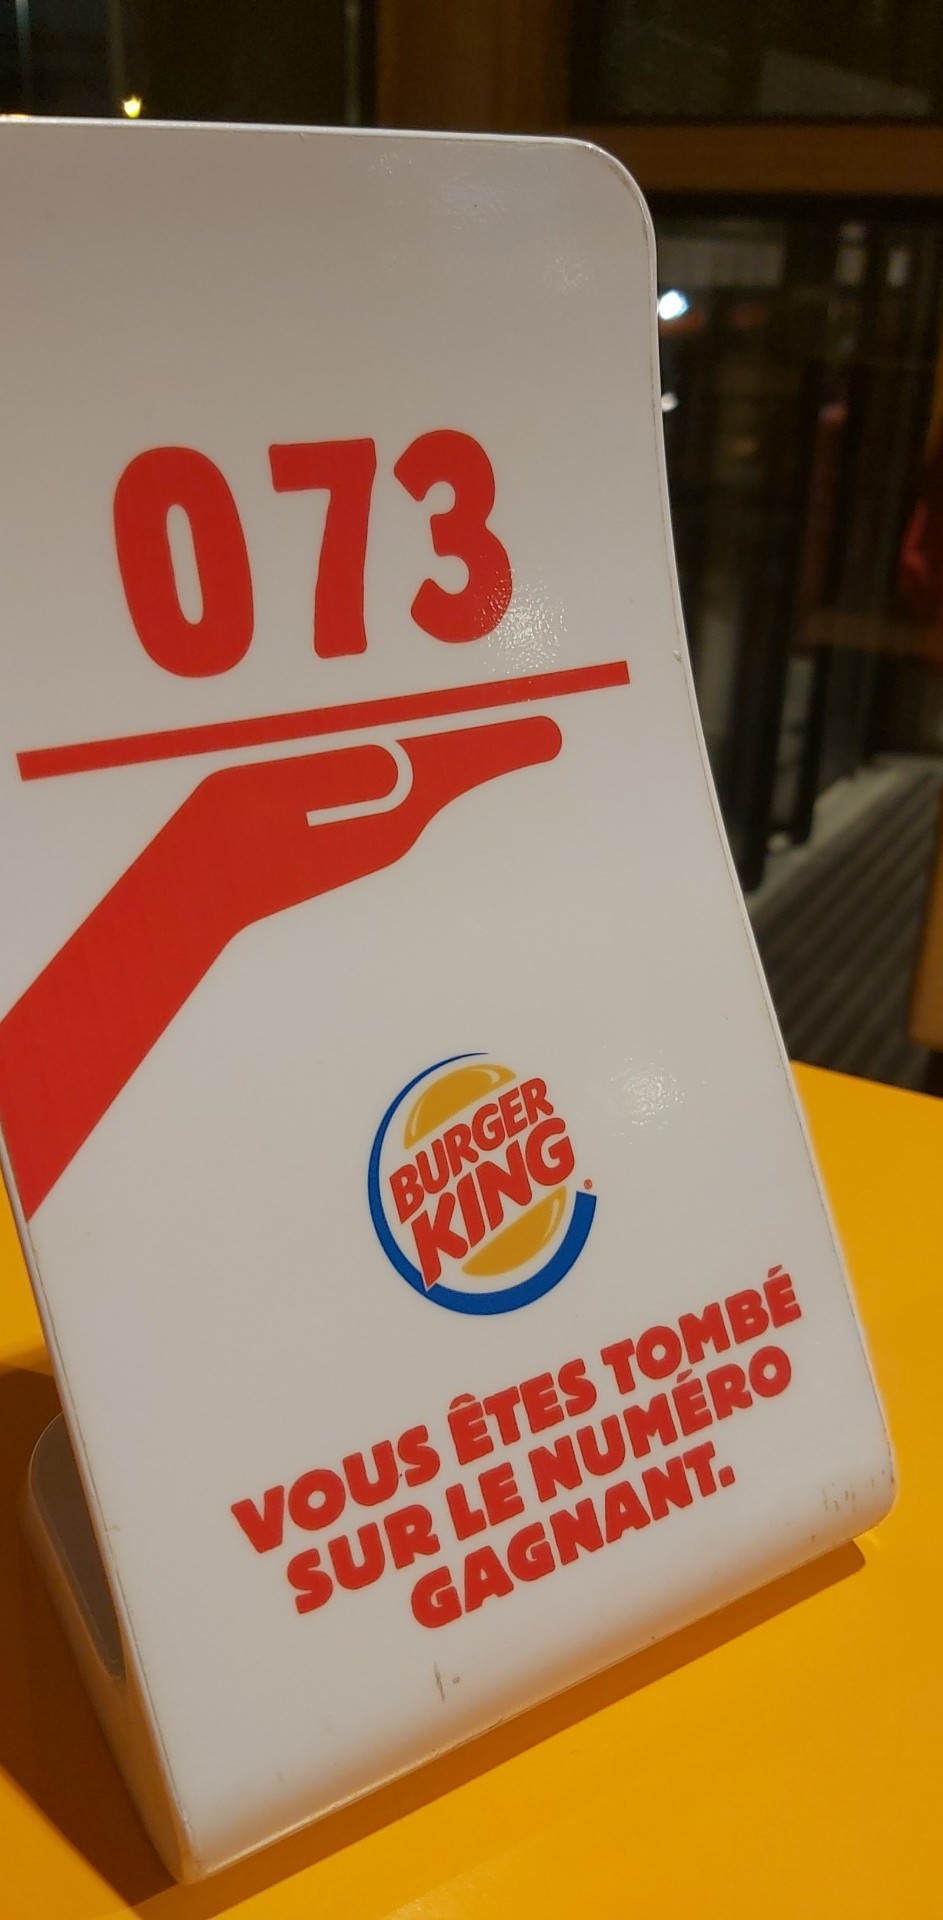 073
BURGER
KING®
VOUS ÊTES TOMBÉ
SUR LE NUMÉRO
GAGNANT.